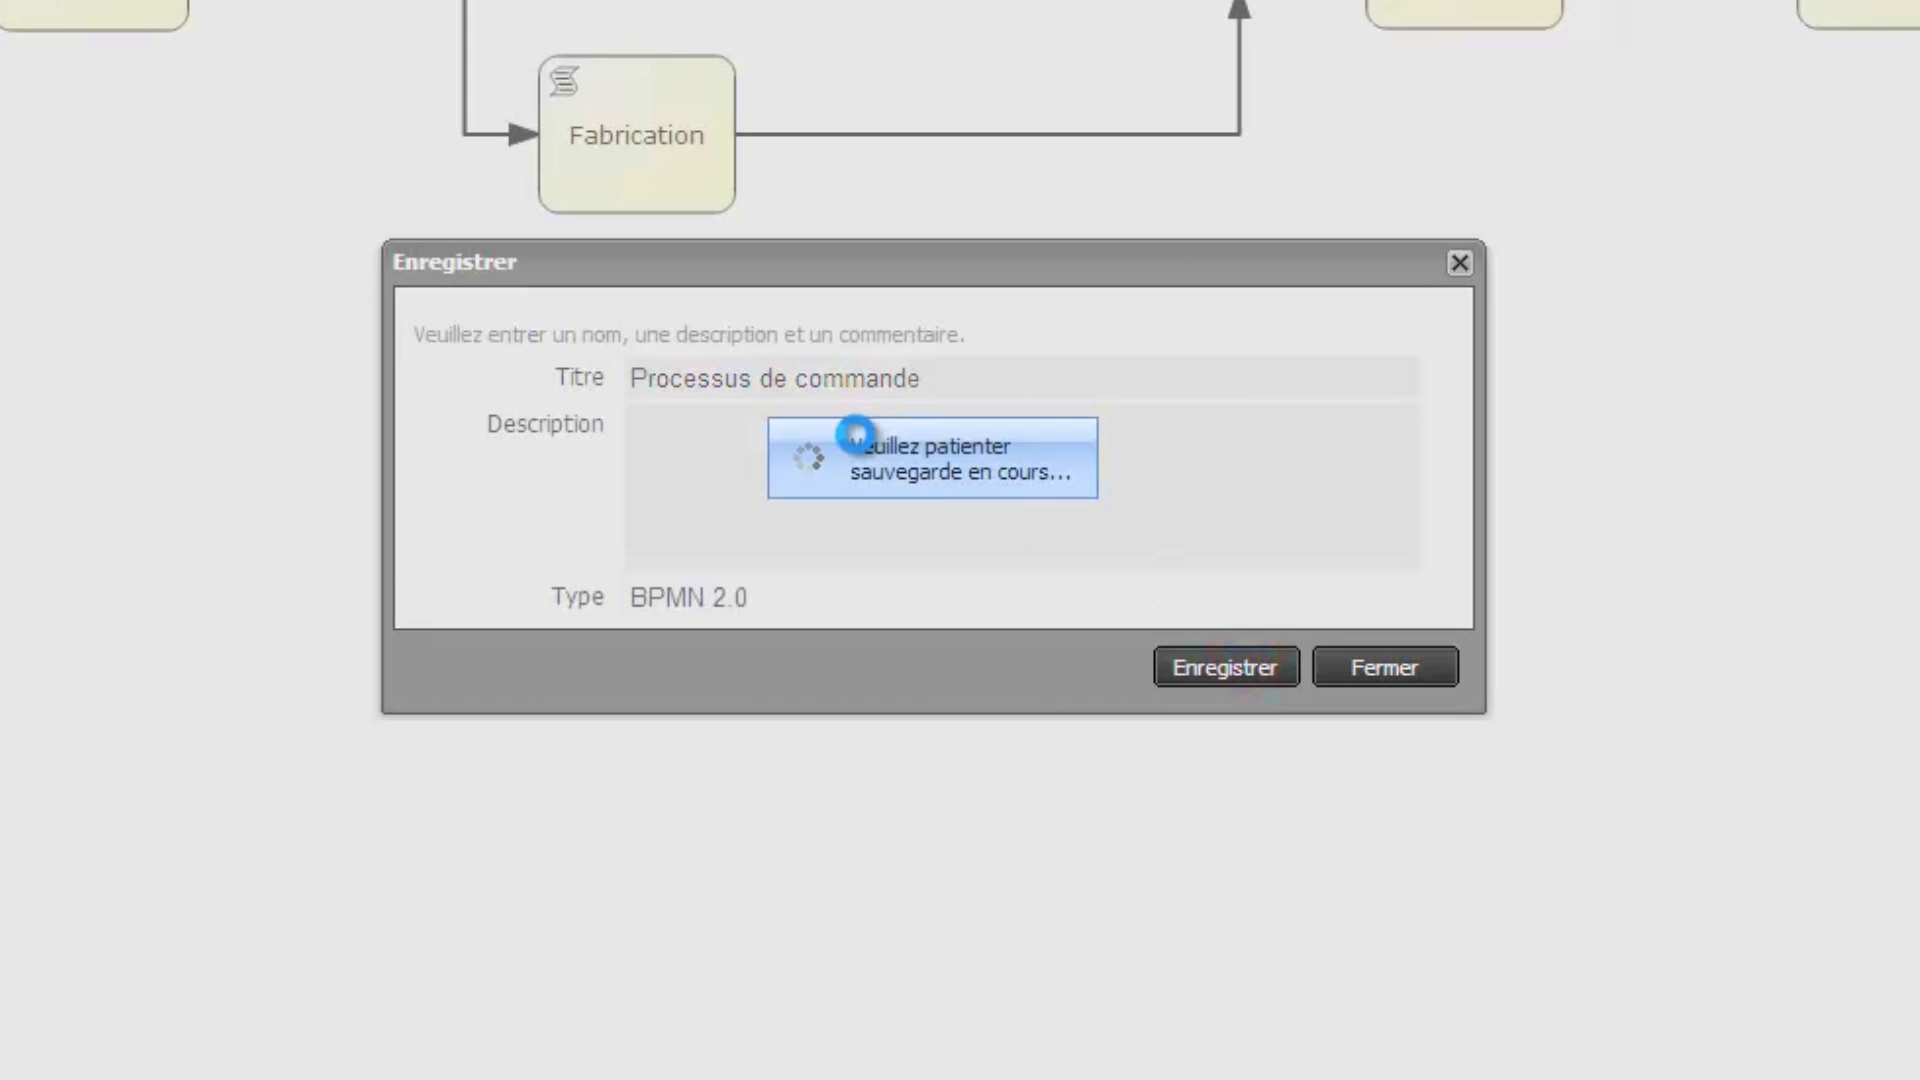 Fabrication
Enregistrer
Veuillez entrer un nom, une description et un commentaire.
Titre Processus de commande
Description
Veuillez patienter
sauvegarde en cours...
Type BPMN 2.0
Enregistrer Fermer